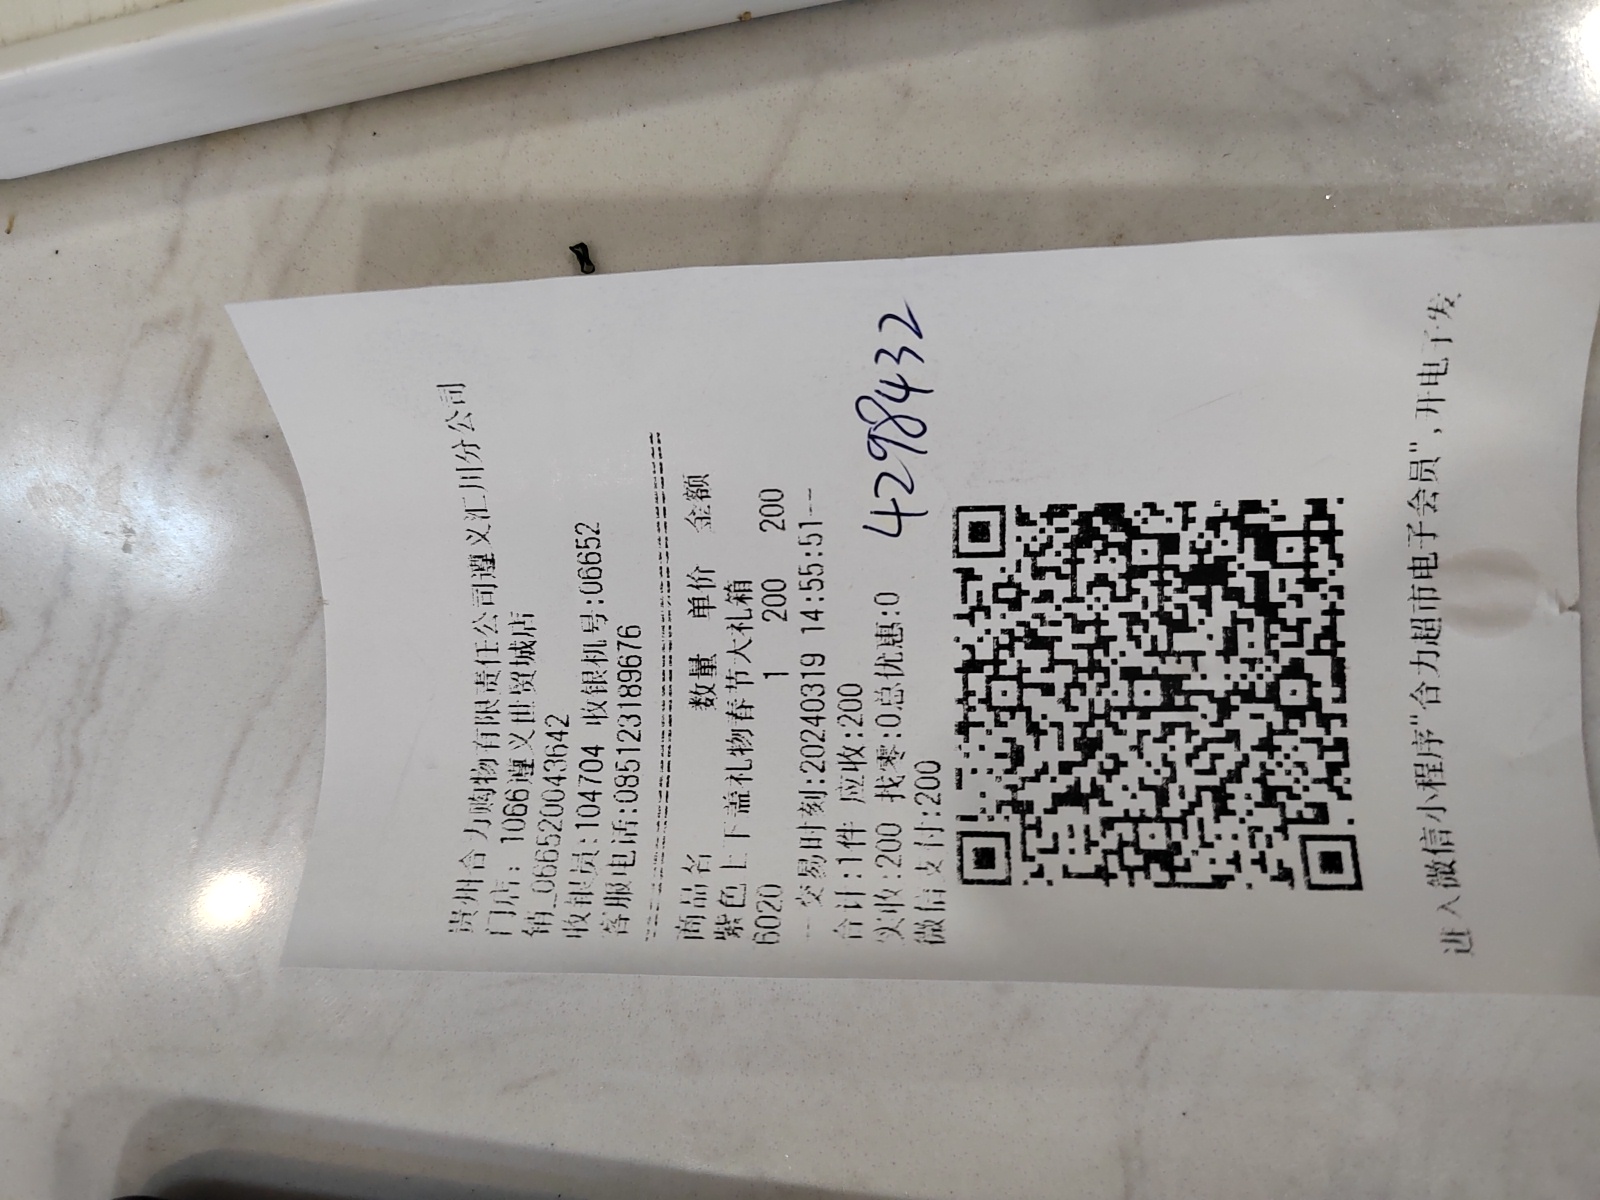 贵州合力购物有限责任公司遵义汇川分公司
门店: 1066遵义世贸城店
销_0665200043642
收银员:104704 收银机号:06652
客服电话:085123189676
商品名 数量 单价 金额
紫色上下盖礼物春节大礼箱
6020 1 200 200
---交易时刻:20240319 14:55:51---
合计:1件 应收:200
实收:200 找零:0总优惠:0
微信支付:200
4298432
进入微信小程序"合力超市电子会员",开电子发